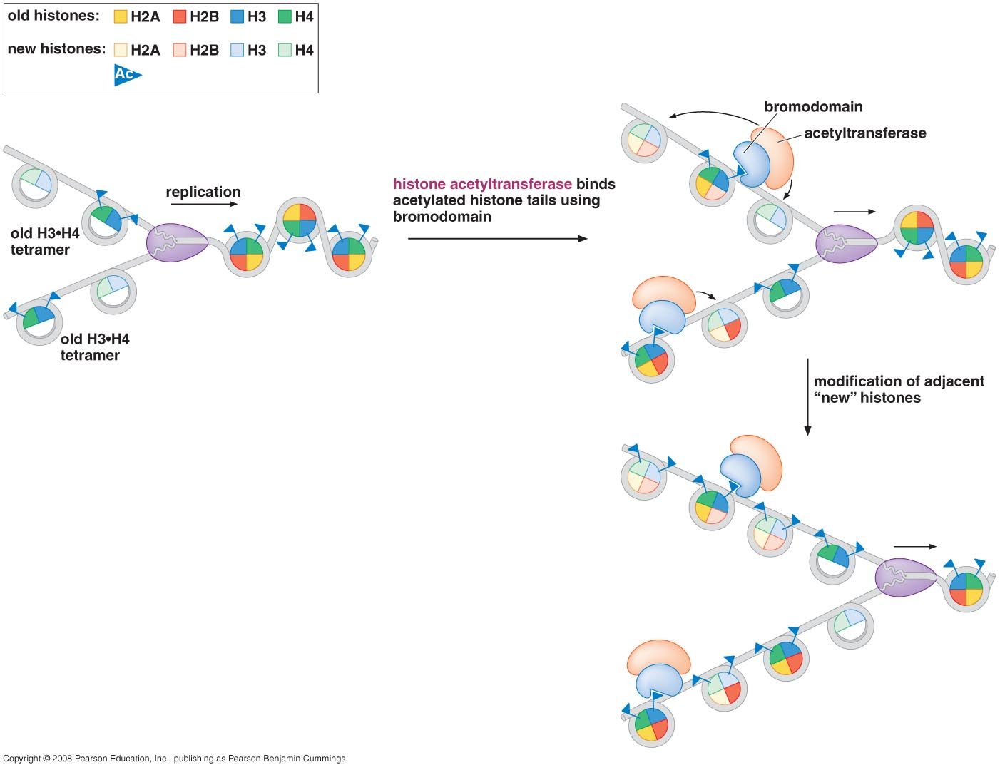 old histones: H2A H2B H3 H4
new histones: H2A H2B H3 H4
Ac
replication
old H3•H4
tetramer
old H3•H4
tetramer
histone acetyltransferase binds
acetylated histone tails using
bromodomain
bromodomain
acetyltransferase
modification of adjacent
“new” histones
Copyright © 2008 Pearson Education, Inc., publishing as Pearson Benjamin Cummings.